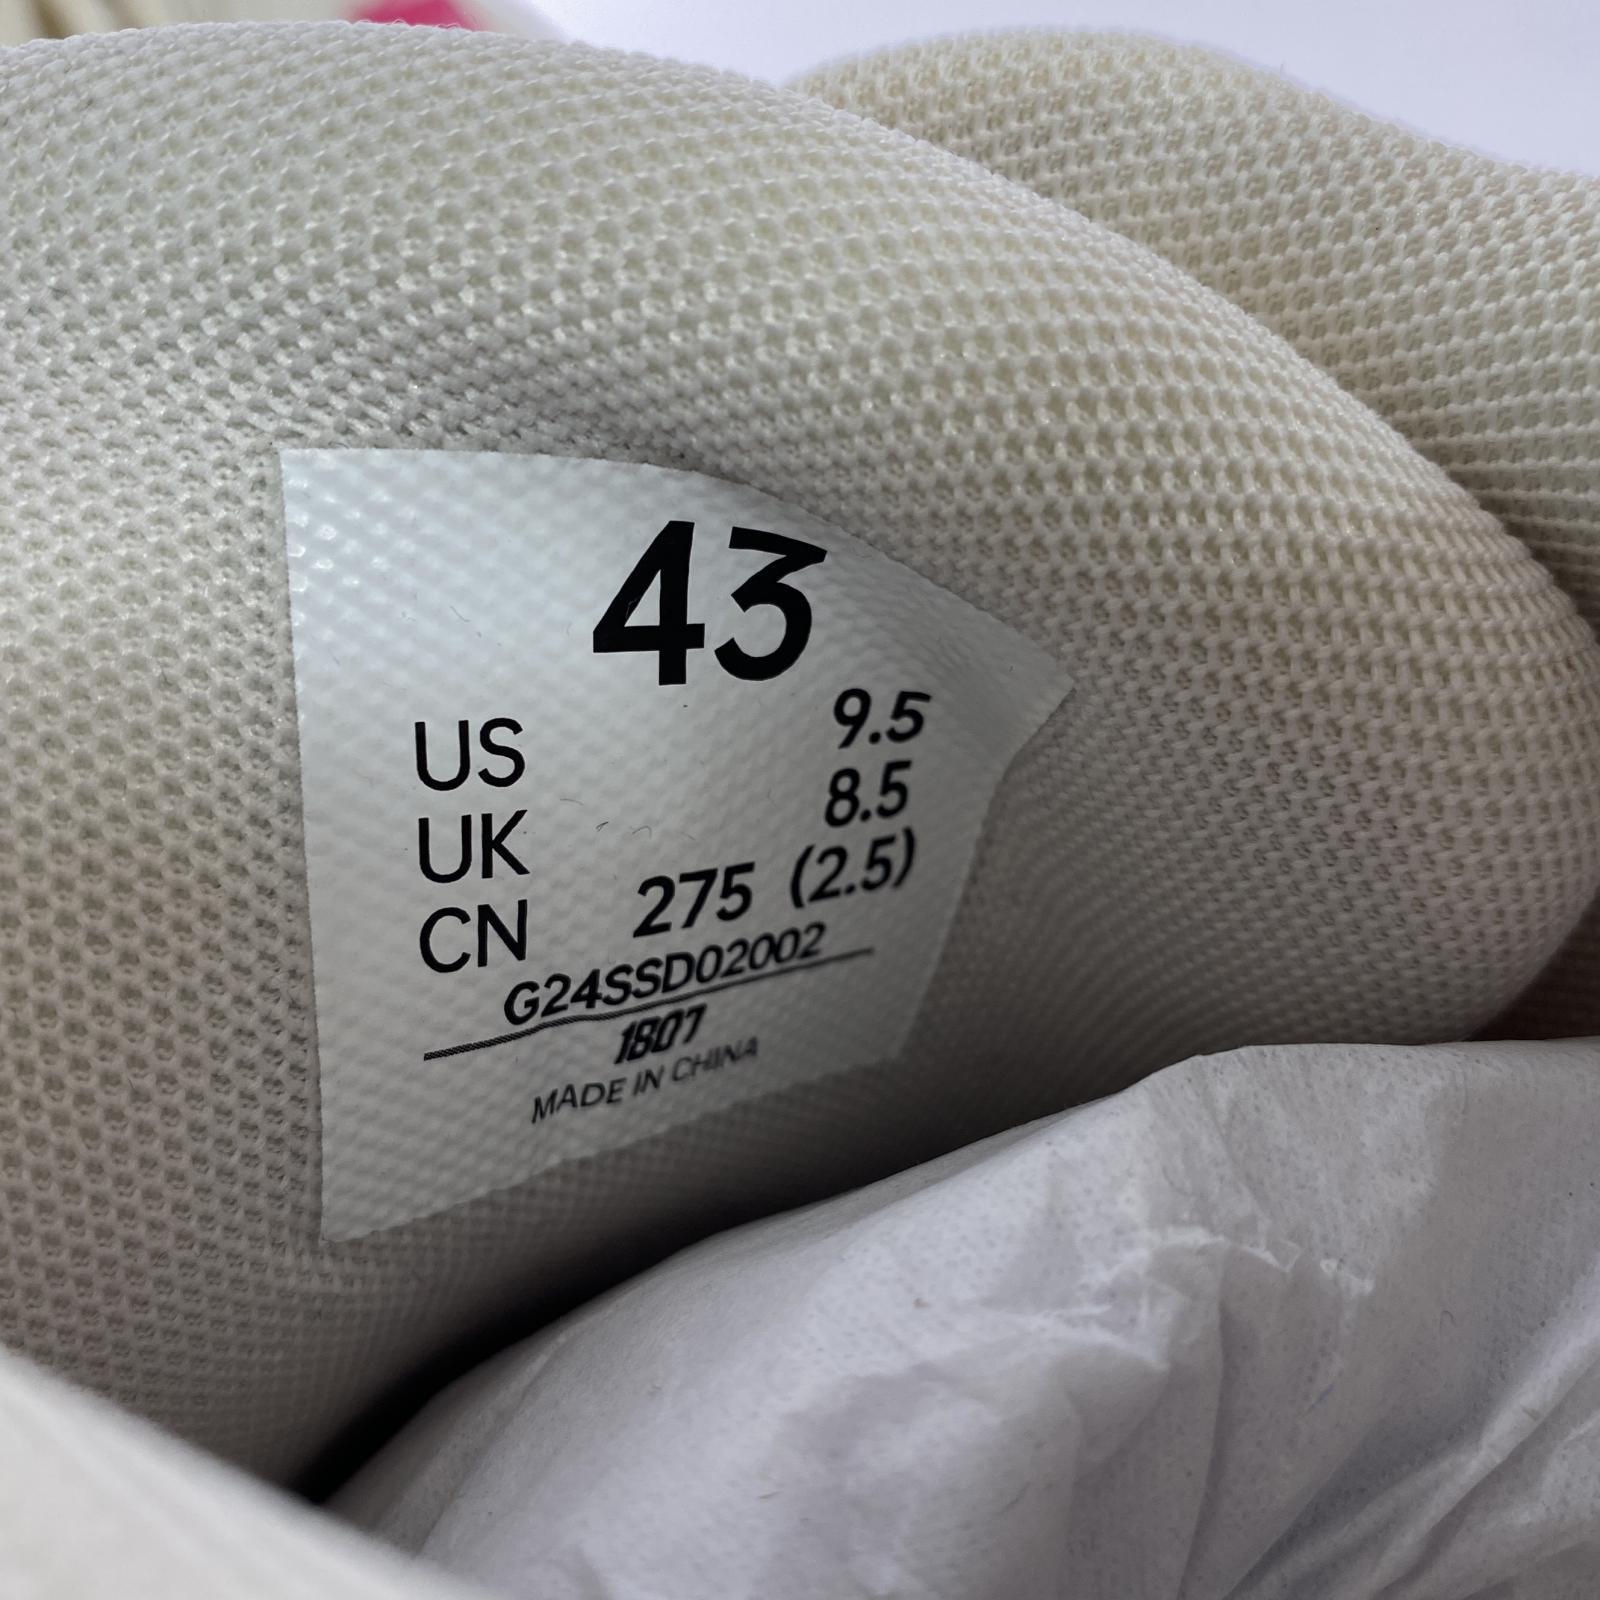 43
US 9.5
UK 8.5
CN 275 (2.5)
G24SSD02002
1807
MADE IN CHINA